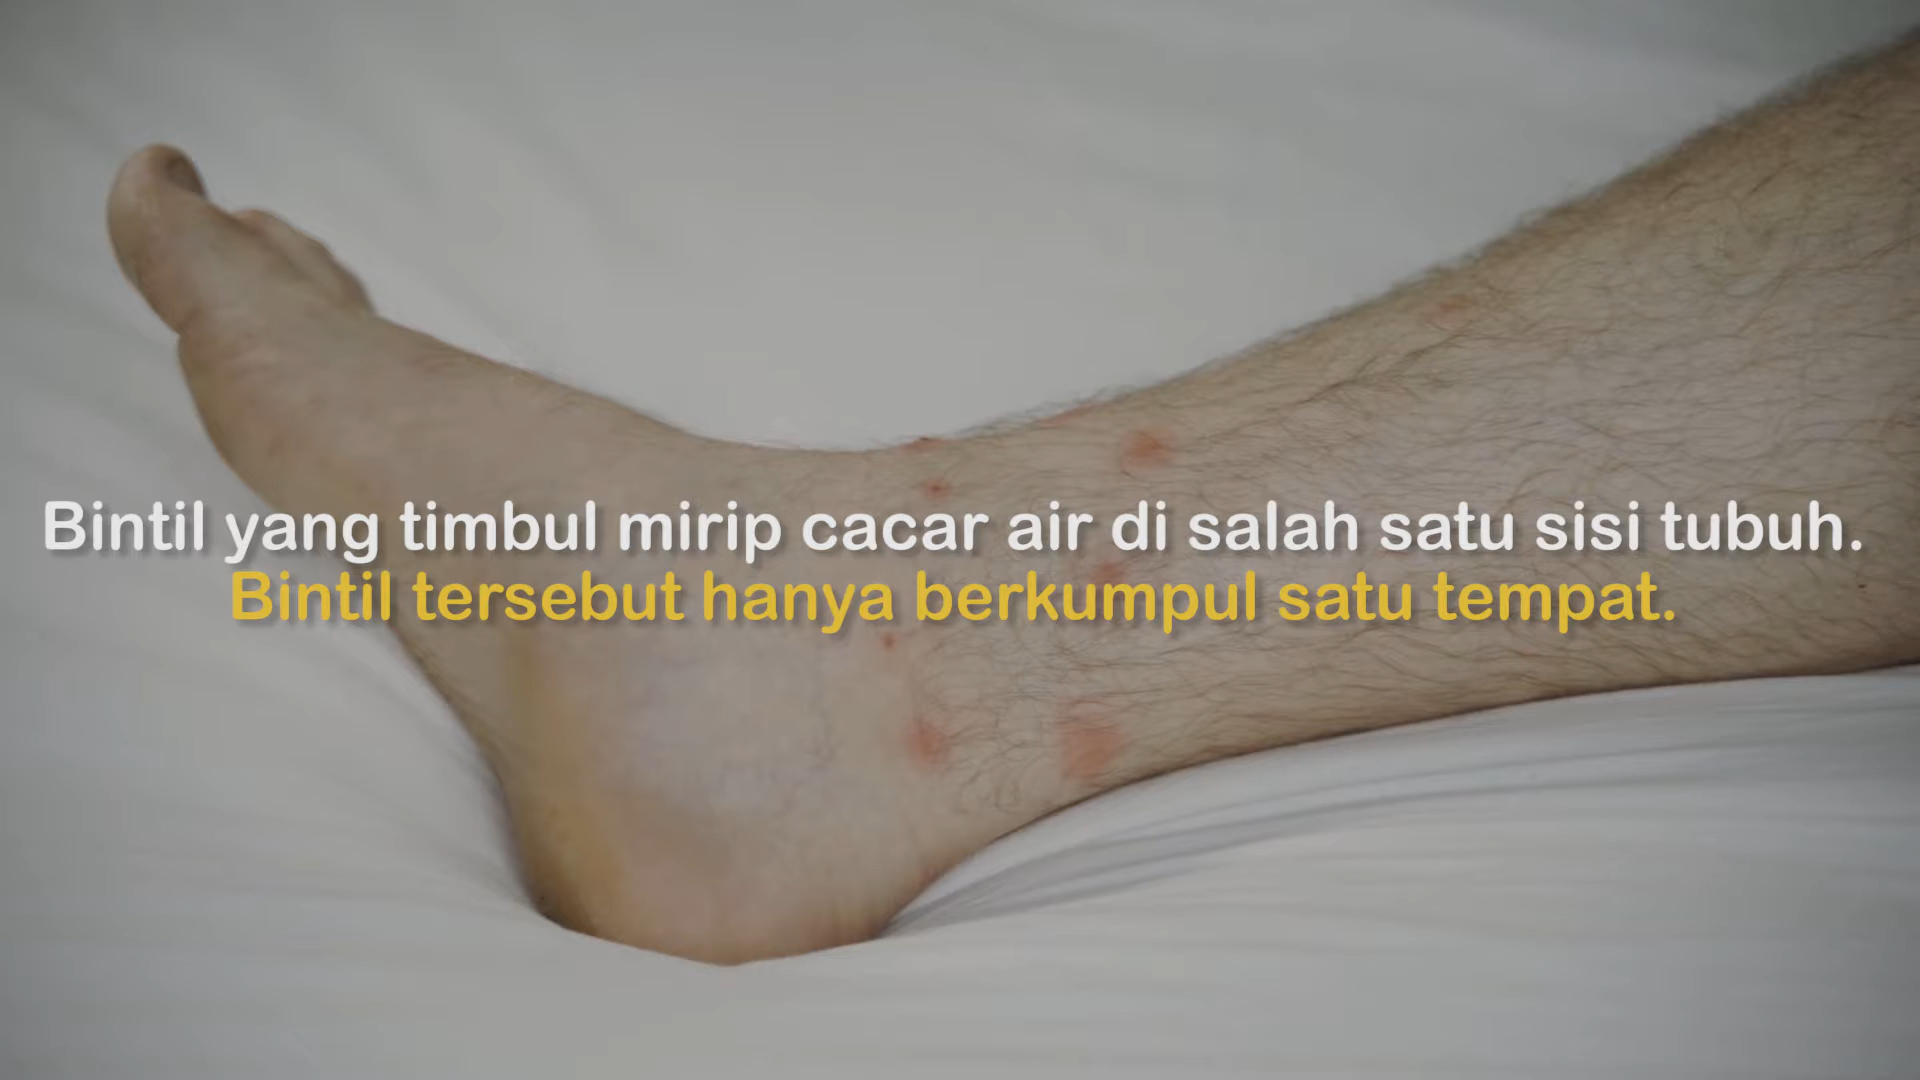 Bintil yang timbul mirip cacar air di salah satu sisi tubuh.
Bintil tersebut hanya berkumpul satu tempat.